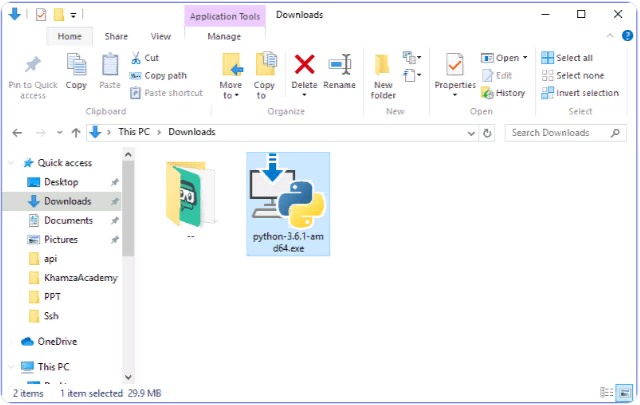 Application Tools
Downloads
Home
Share
View
Manage
Pin to Quick
access
Copy
Paste
Cut
Copy path
Paste shortcut
Clipboard
Move
to
Copy
to
Delete
Rename
Organize
New
folder
New
Properties
Open
Edit
History
Open
Select all
Select none
Invert selection
Select
This PC
Downloads
Search Downloads
Quick access
Desktop
Downloads
Documents
Pictures
api
KhamzaAcademy
PPT
Ssh
OneDrive
This PC
--
python-3.6.1-am
d64.exe
2 items
1 item selected 29.9 MB